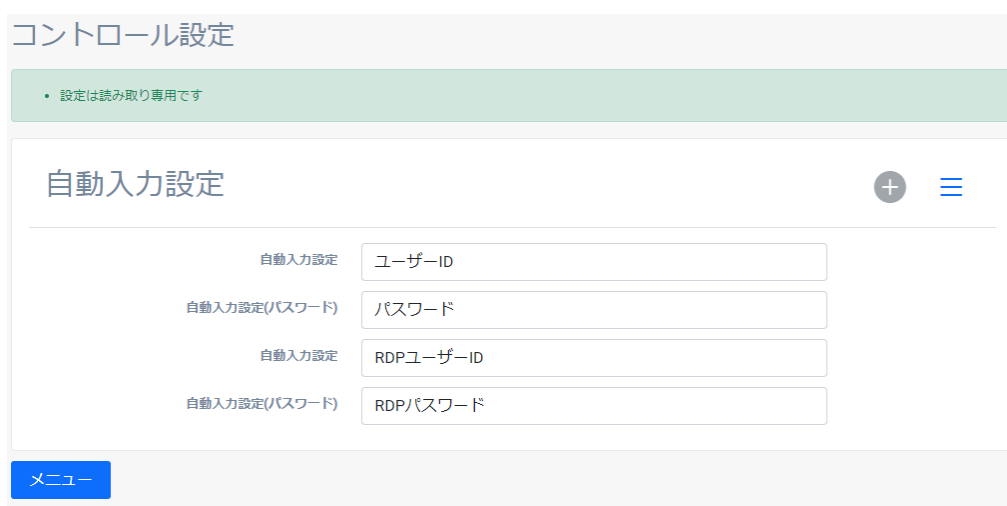 コントロール設定
• 設定は読み取り専用です
自動入力設定
自動入力設定 ユーザーID
自動入力設定(パスワード) パスワード
自動入力設定 RDPユーザーID
自動入力設定(パスワード) RDPパスワード
メニュー